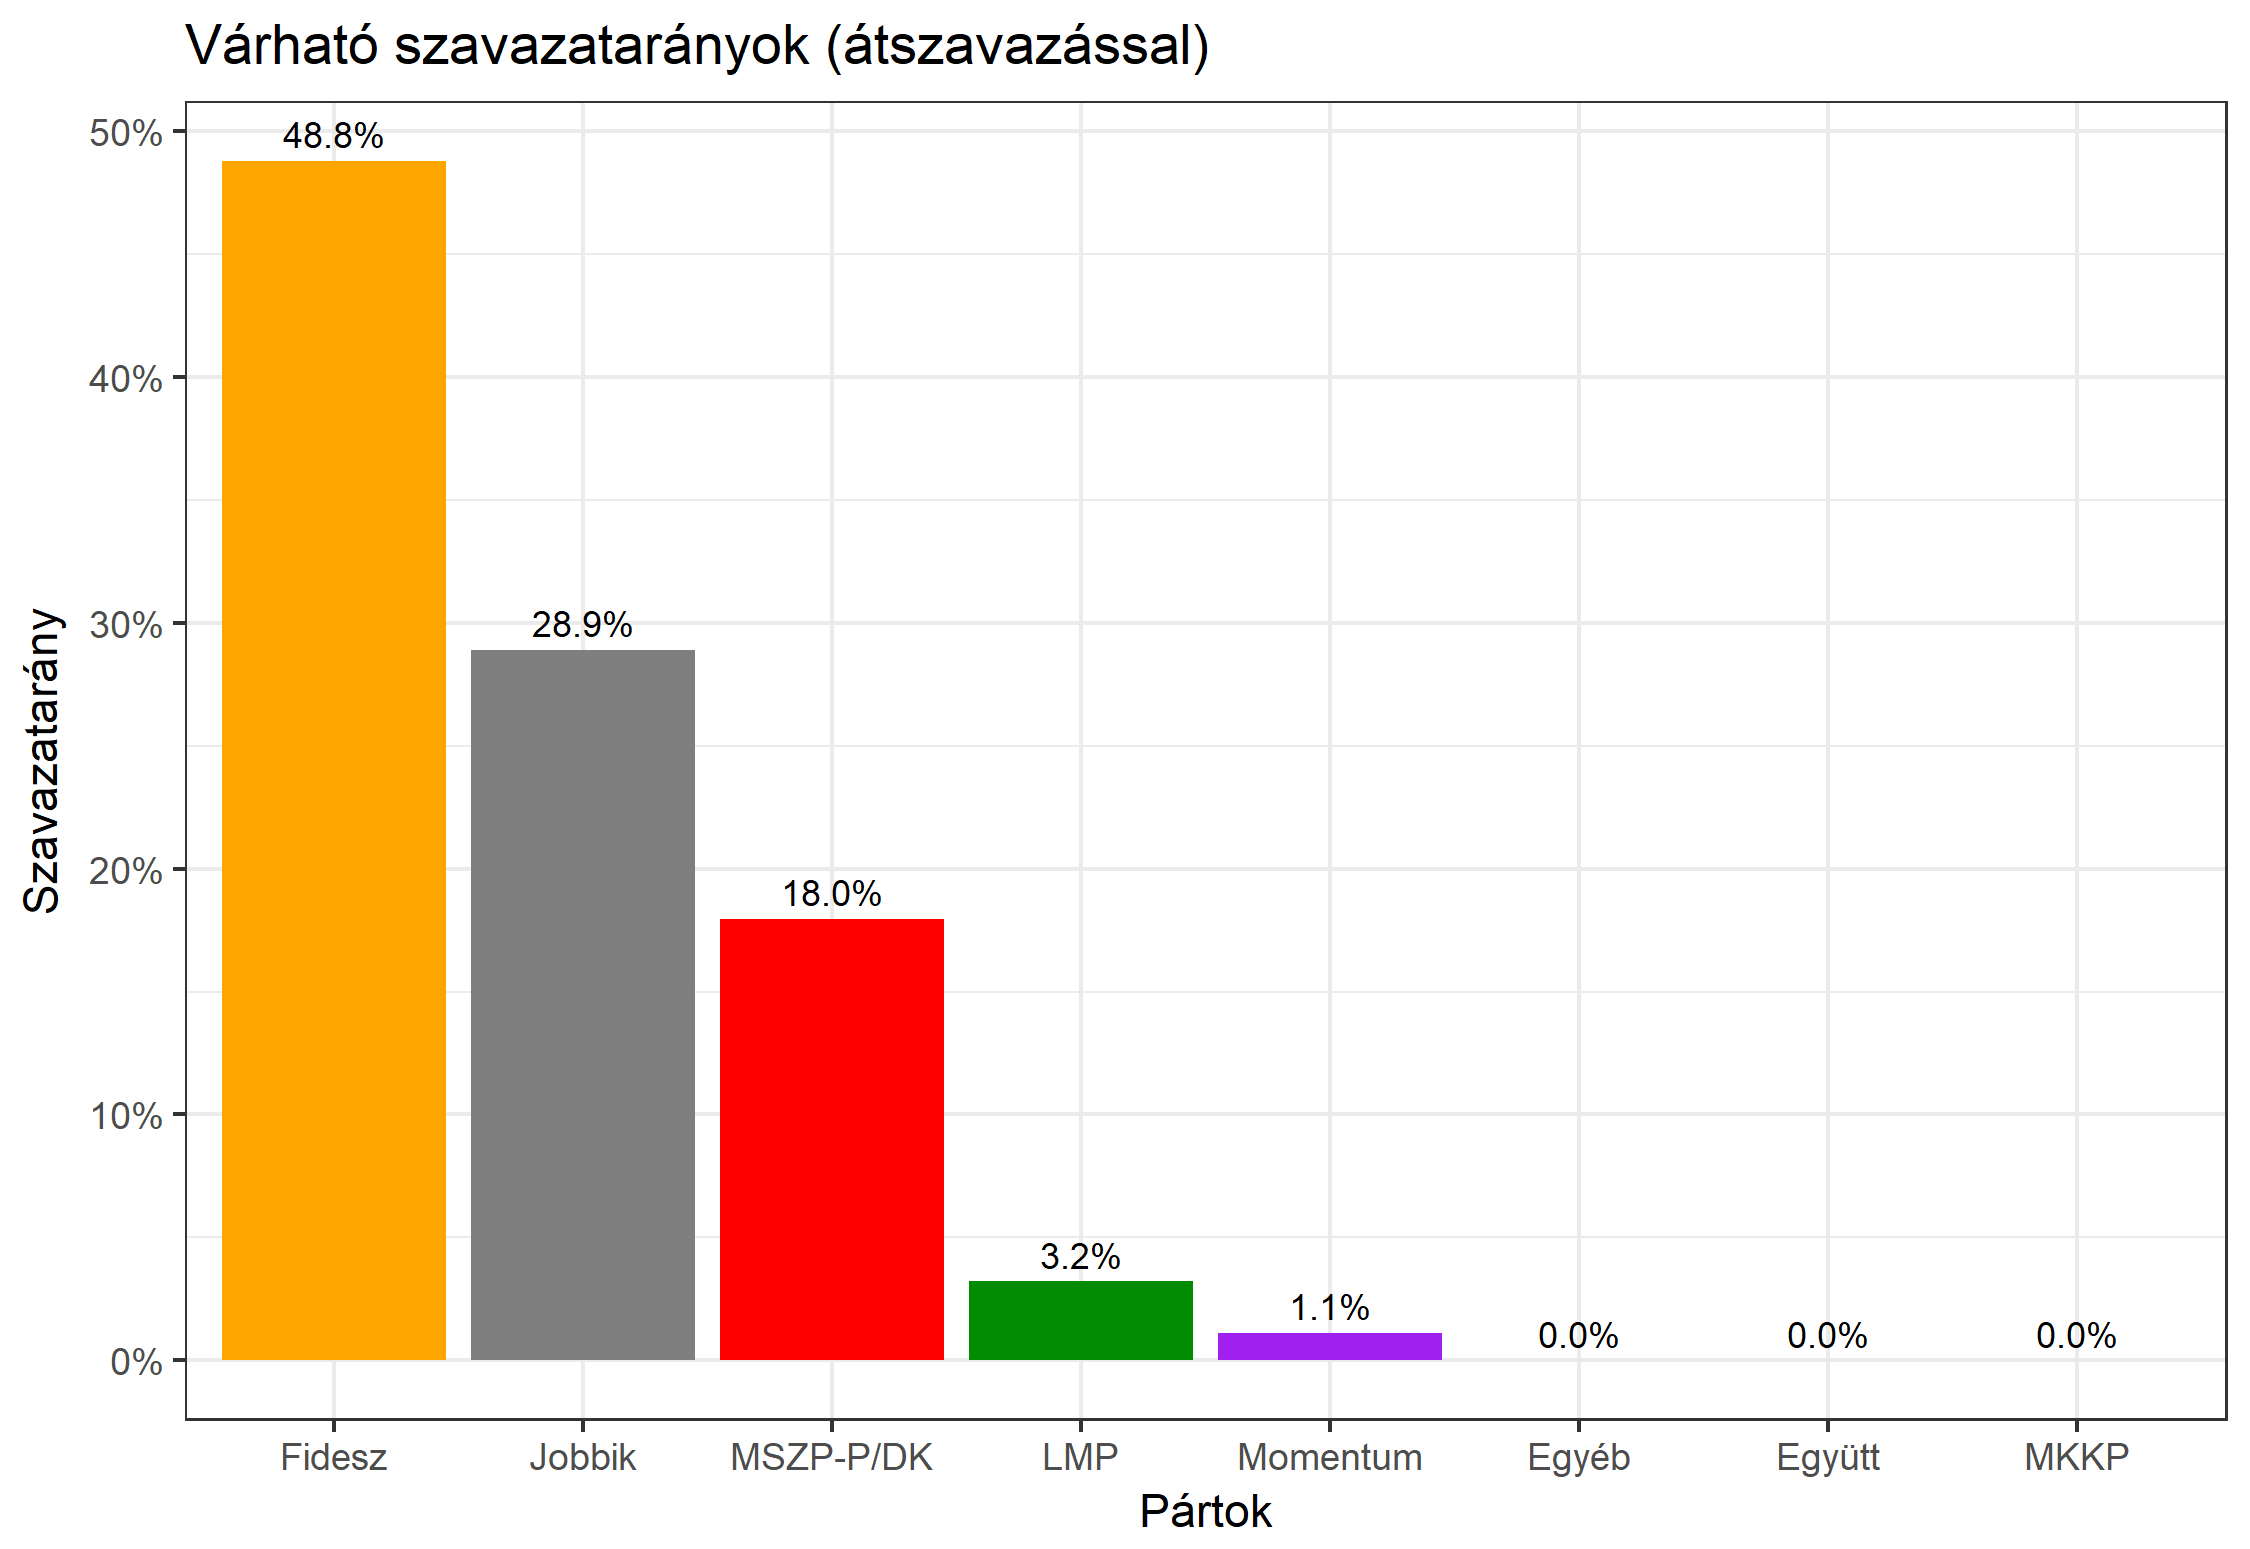 Várható szavazatarányok (átszavazással)
Szavazatarány
50%
40%
30%
20%
10%
0%
48.8%
28.9%
18.0%
3.2%
1.1%
0.0%
0.0%
0.0%
Fidesz
Jobbik
MSZP-P/DK
LMP
Momentum
Egyéb
Együtt
MKKP
Pártok